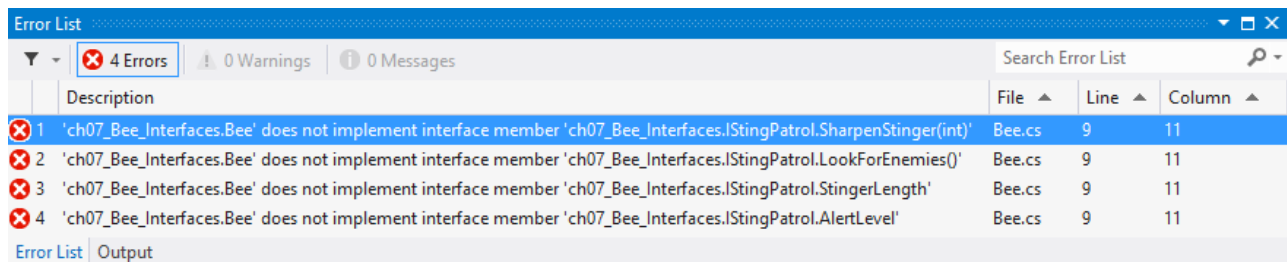 Error List
4 Errors 0 Warnings 0 Messages Search Error List
Description File Line Column
1 'ch07_Bee_Interfaces.Bee' does not implement interface member 'ch07_Bee_Interfaces.IStingPatrol.SharpenStinger(int)' Bee.cs 9 11
2 'ch07_Bee_Interfaces.Bee' does not implement interface member 'ch07_Bee_Interfaces.IStingPatrol.LookForEnemies()' Bee.cs 9 11
3 'ch07_Bee_Interfaces.Bee' does not implement interface member 'ch07_Bee_Interfaces.IStingPatrol.StingerLength' Bee.cs 9 11
4 'ch07_Bee_Interfaces.Bee' does not implement interface member 'ch07_Bee_Interfaces.IStingPatrol.AlertLevel' Bee.cs 9 11
Error List Output